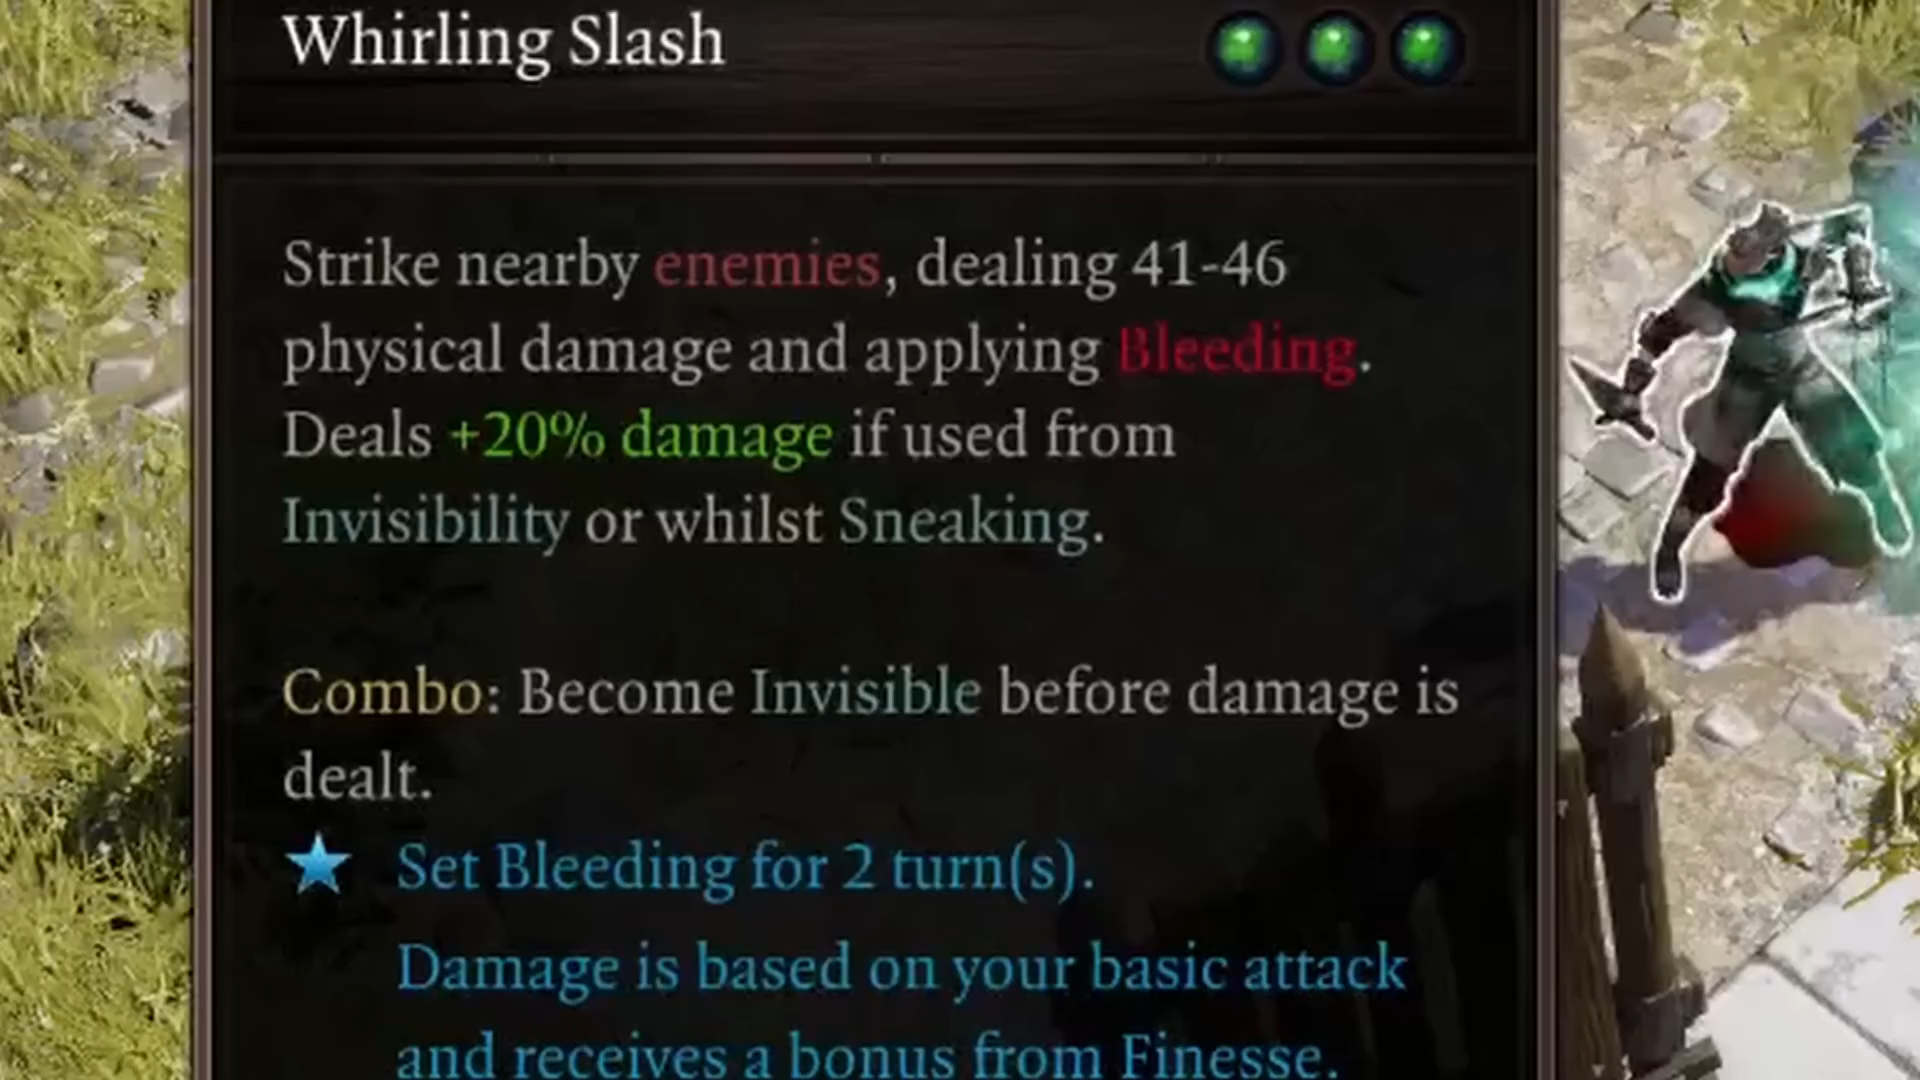 Whirling Slash
Strike nearby enemies, dealing 41-46
physical damage and applying Bleeding.
Deals +20% damage if used from
Invisibility or whilst Sneaking.
Combo: Become Invisible before damage is
dealt.
Set Bleeding for 2 turn(s).
Damage is based on your basic attack
and receives a bonus from Finesse.